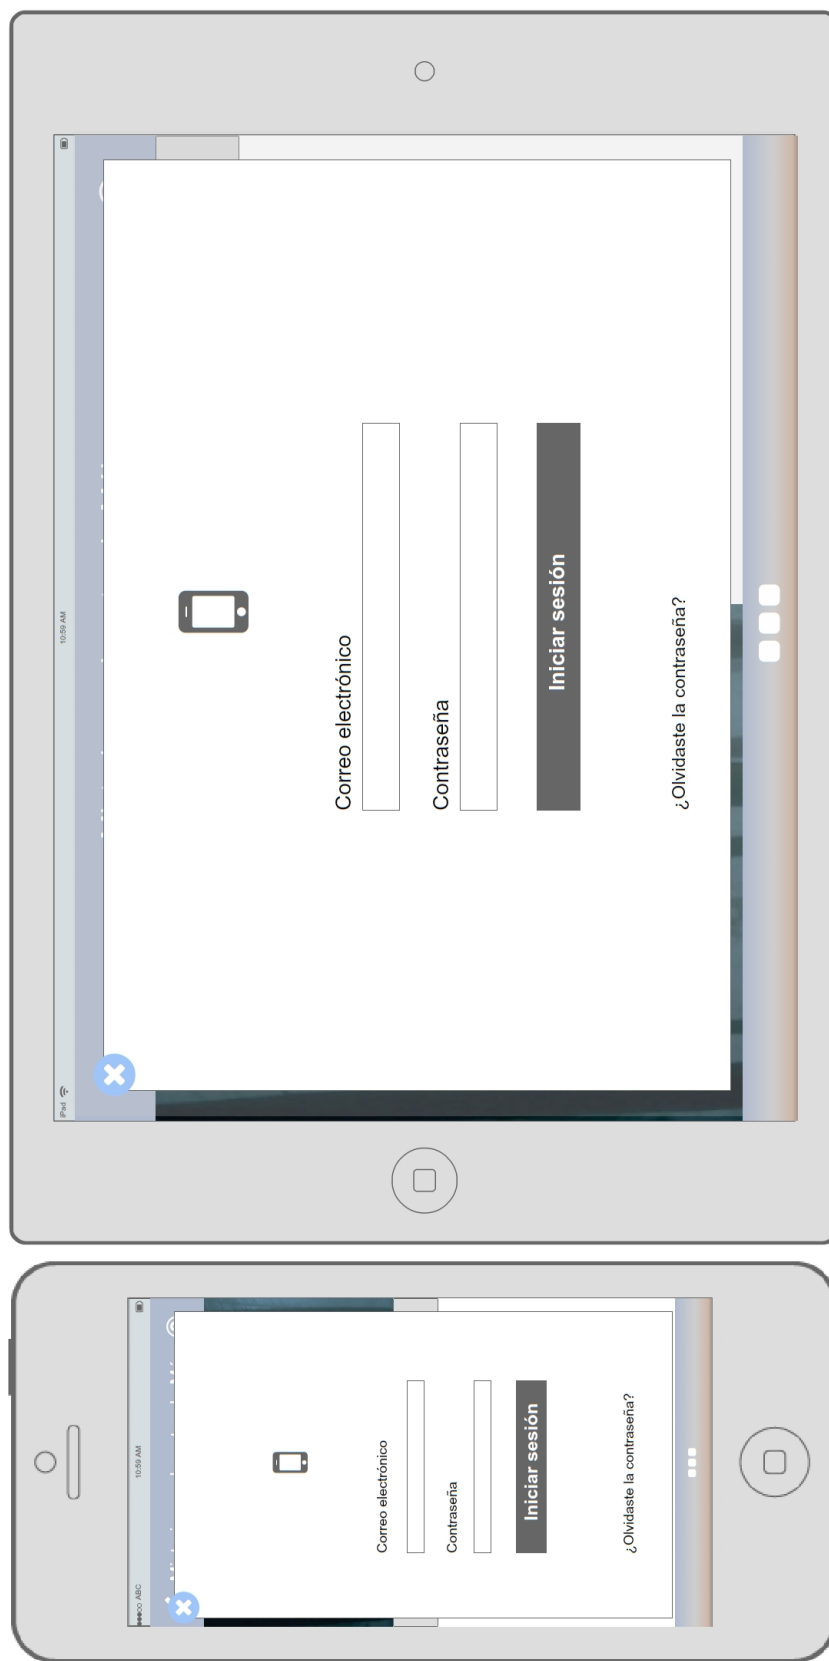 iPad
10:59 AM
Correo electrónico
Contraseña
Iniciar sesión
¿Olvidaste la contraseña?
ABC
10:59 AM
Correo electrónico
Contraseña
Iniciar sesión
¿Olvidaste la contraseña?